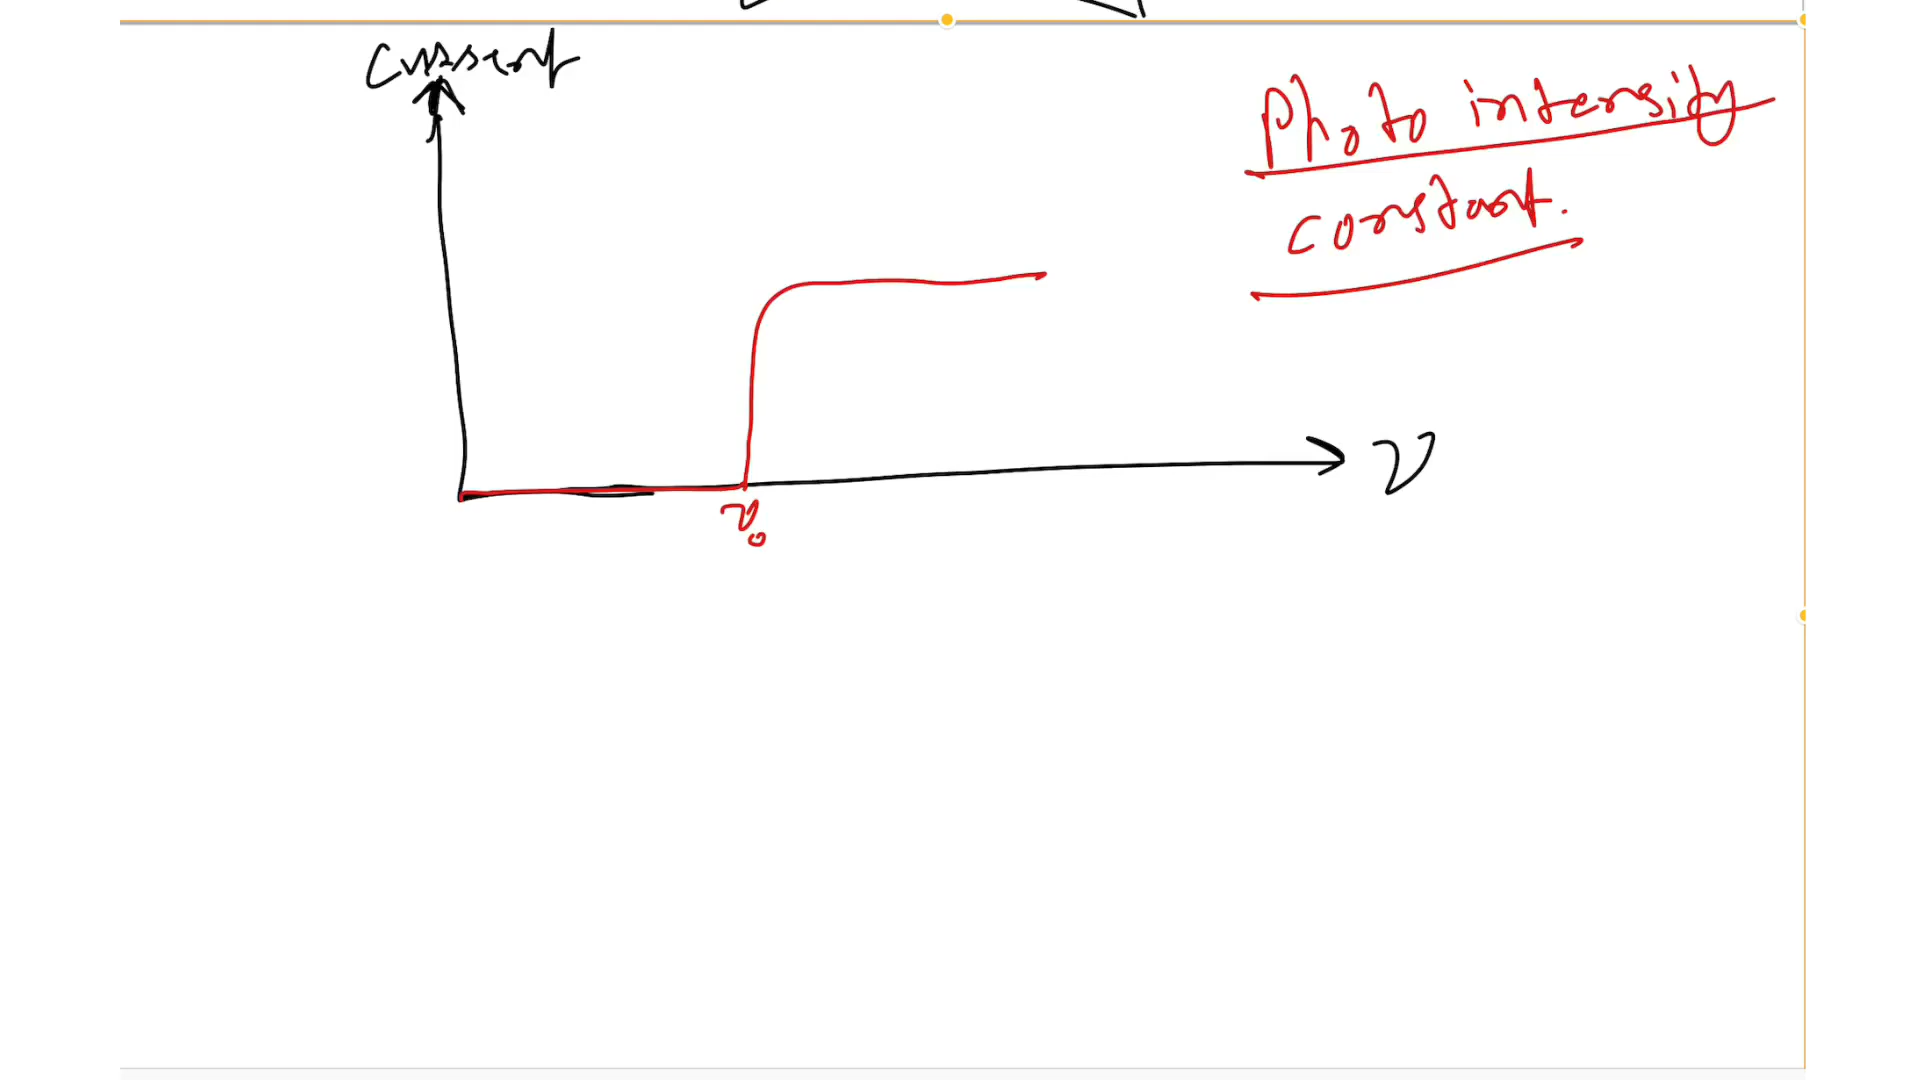 Current
Photo intensity
constant.
ν
ν₀